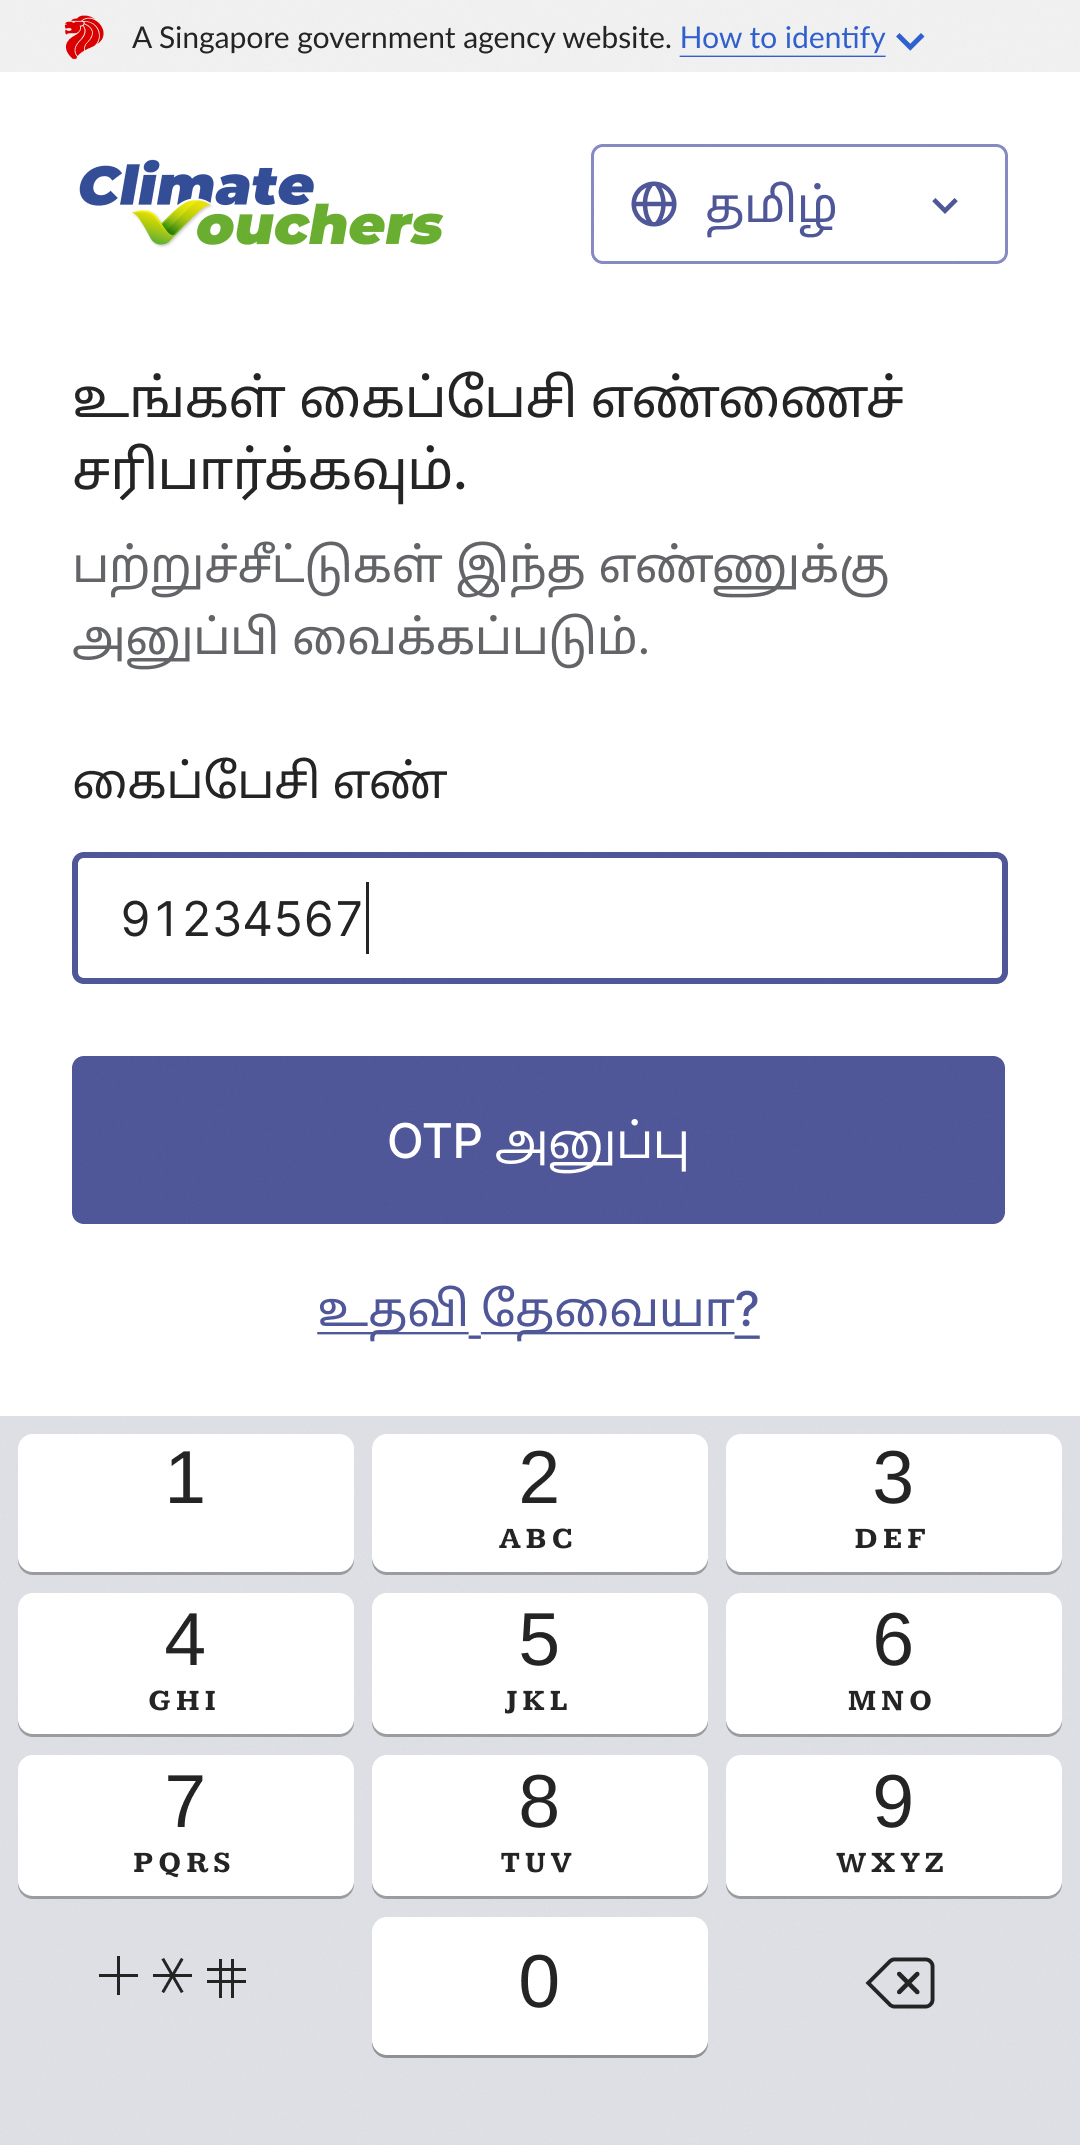 A Singapore government agency website. How to identify
Climate
Vouchers
தமிழ்
உங்கள் கைப்பேசி எண்ணைச்
சரிபார்க்கவும்.
பற்றுச்சீட்டுகள் இந்த எண்ணுக்கு
அனுப்பி வைக்கப்படும்.
கைப்பேசி எண்
91234567
OTP அனுப்பு
உதவி தேவையா?
1 2 3
ABC DEF
4 5 6
GHI JKL MNO
7 8 9
PQRS TUV WXYZ
+ * # 0